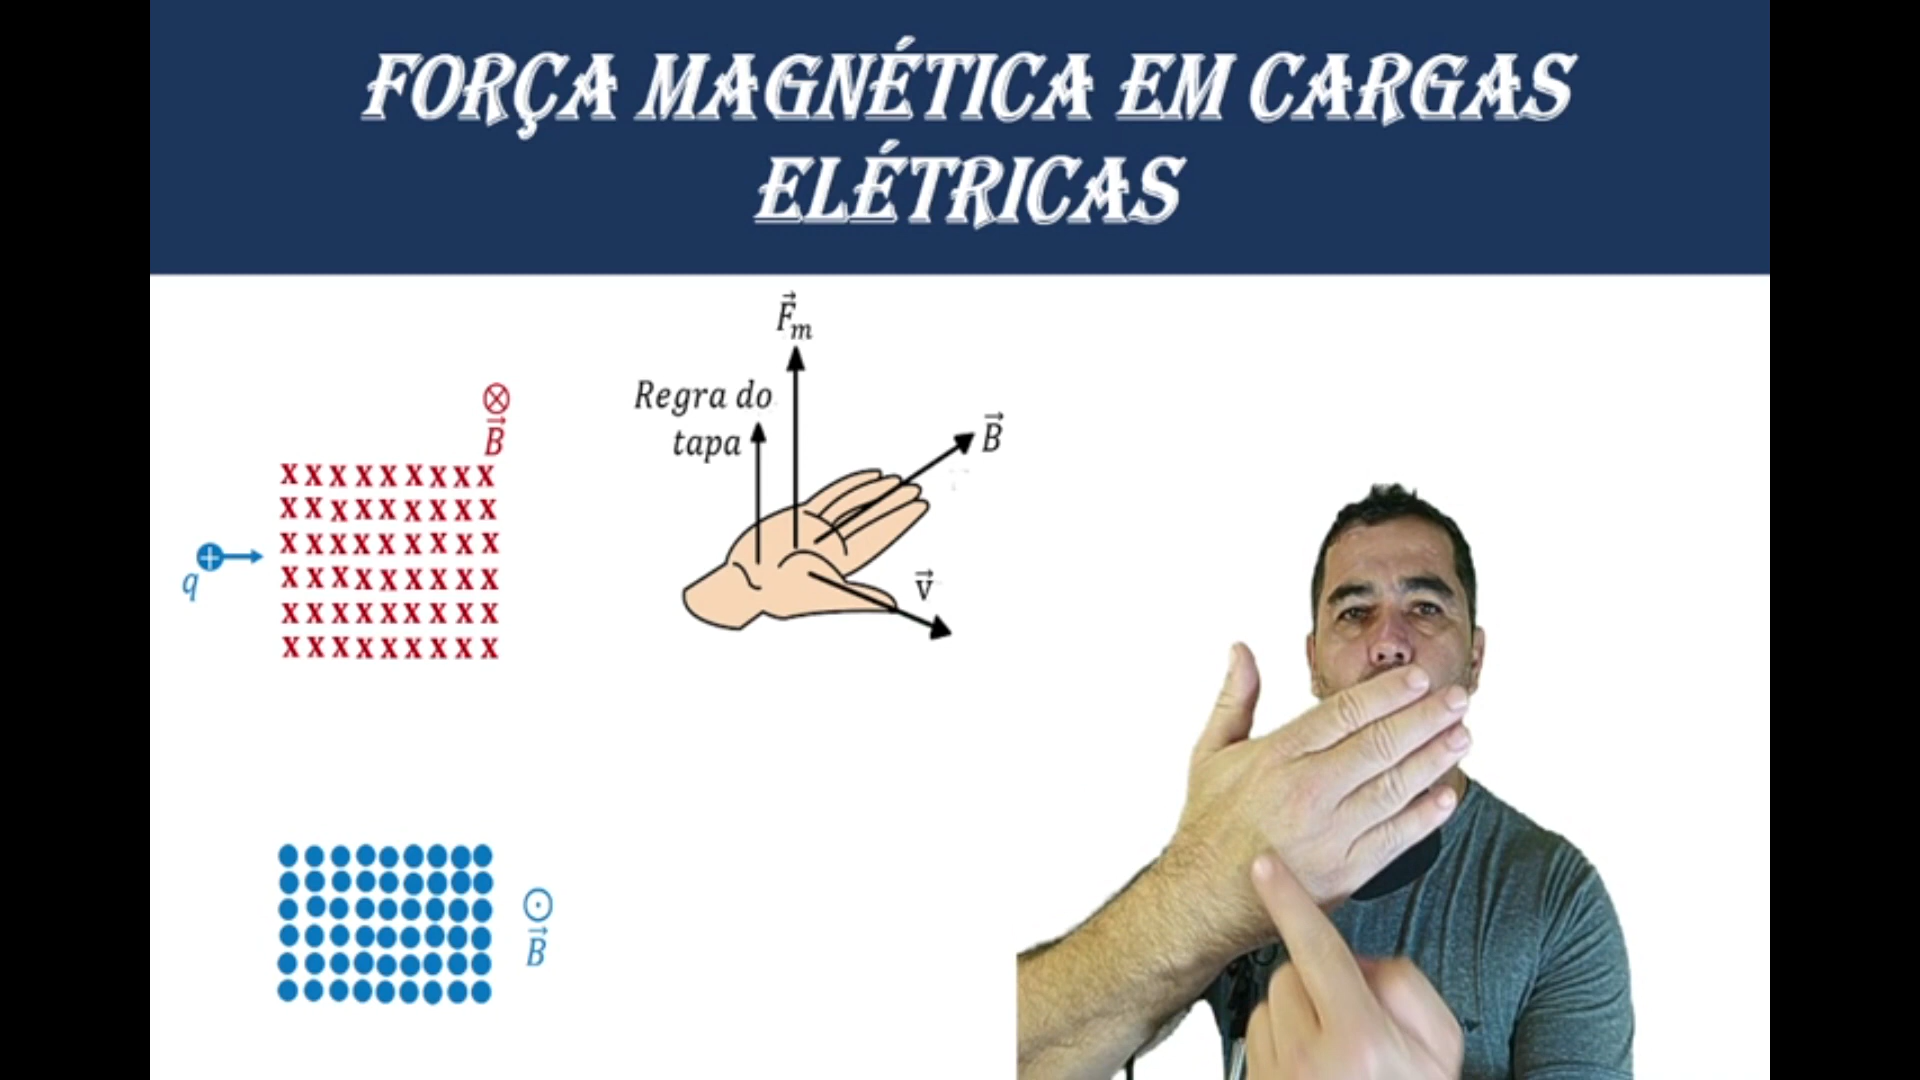 FORÇA MAGNÉTICA EM CARGAS
ELÉTRICAS
F⃗m
Regra do
tapa
B⃗
v⃗
⊗
B⃗
x x x x x x x x x
x x x x x x x x x
x x x x x x x x x
x x x x x x x x x
x x x x x x x x x
x x x x x x x x x
+
q
⊙
B⃗